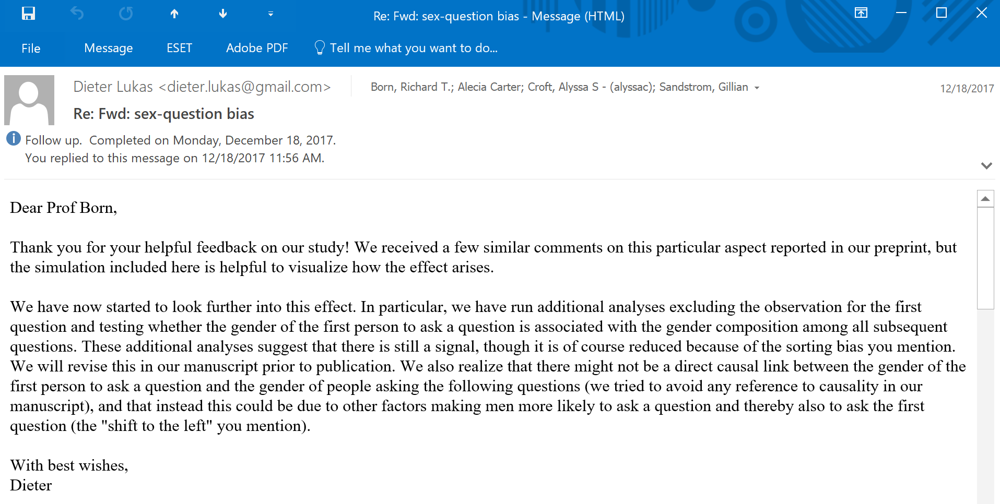 Re: Fwd: sex-question bias - Message (HTML)
File Message ESET Adobe PDF Tell me what you want to do...
Dieter Lukas <dieter.lukas@gmail.com> Born, Richard T.; Alecia Carter; Croft, Alyssa S - (alyssac); Sandstrom, Gillian 12/18/2017
Re: Fwd: sex-question bias
Follow up. Completed on Monday, December 18, 2017.
You replied to this message on 12/18/2017 11:56 AM.
Dear Prof Born,
Thank you for your helpful feedback on our study! We received a few similar comments on this particular aspect reported in our preprint, but
the simulation included here is helpful to visualize how the effect arises.
We have now started to look further into this effect. In particular, we have run additional analyses excluding the observation for the first
question and testing whether the gender of the first person to ask a question is associated with the gender composition among all subsequent
questions. These additional analyses suggest that there is still a signal, though it is of course reduced because of the sorting bias you mention.
We will revise this in our manuscript prior to publication. We also realize that there might not be a direct causal link between the gender of the
first person to ask a question and the gender of people asking the following questions (we tried to avoid any reference to causality in our
manuscript), and that instead this could be due to other factors making men more likely to ask a question and thereby also to ask the first
question (the "shift to the left" you mention).
With best wishes,
Dieter